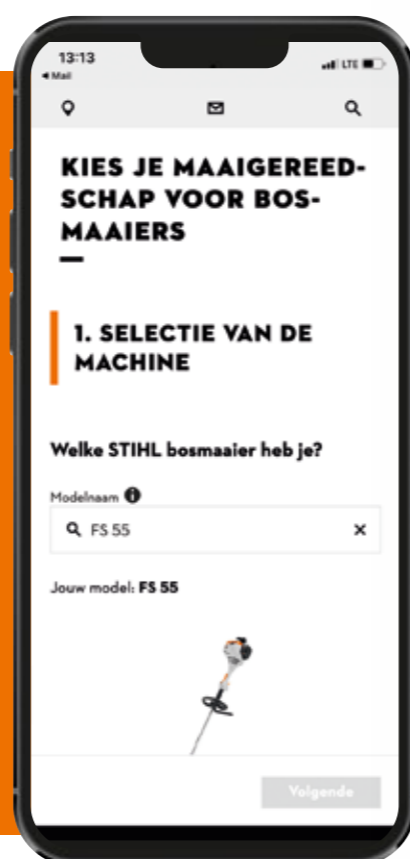 13:13
◀ Mail
LTE
KIES JE MAAIGEREED-
SCHAP VOOR BOS-
MAAIERS
1. SELECTIE VAN DE
MACHINE
Welke STIHL bosmaaier heb je?
Modelnaam
FS 55
Jouw model: FS 55
Volgende